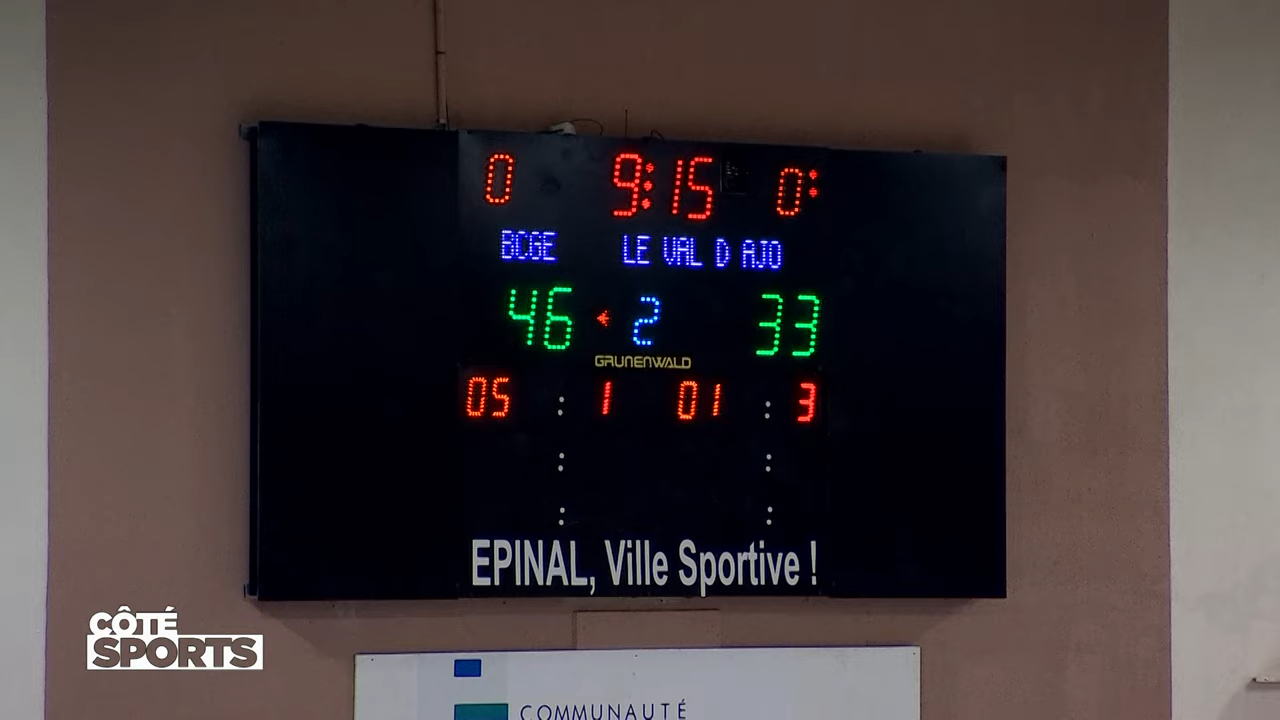 0 9:15 0:
BCGE LE VAL D AJO
46 2 33
GRUNENWALD
05 : 1 01 : 3
: :
: :
EPINAL, Ville Sportive !
CÔTÉ
SPORTS
COMMUNAUTÉ